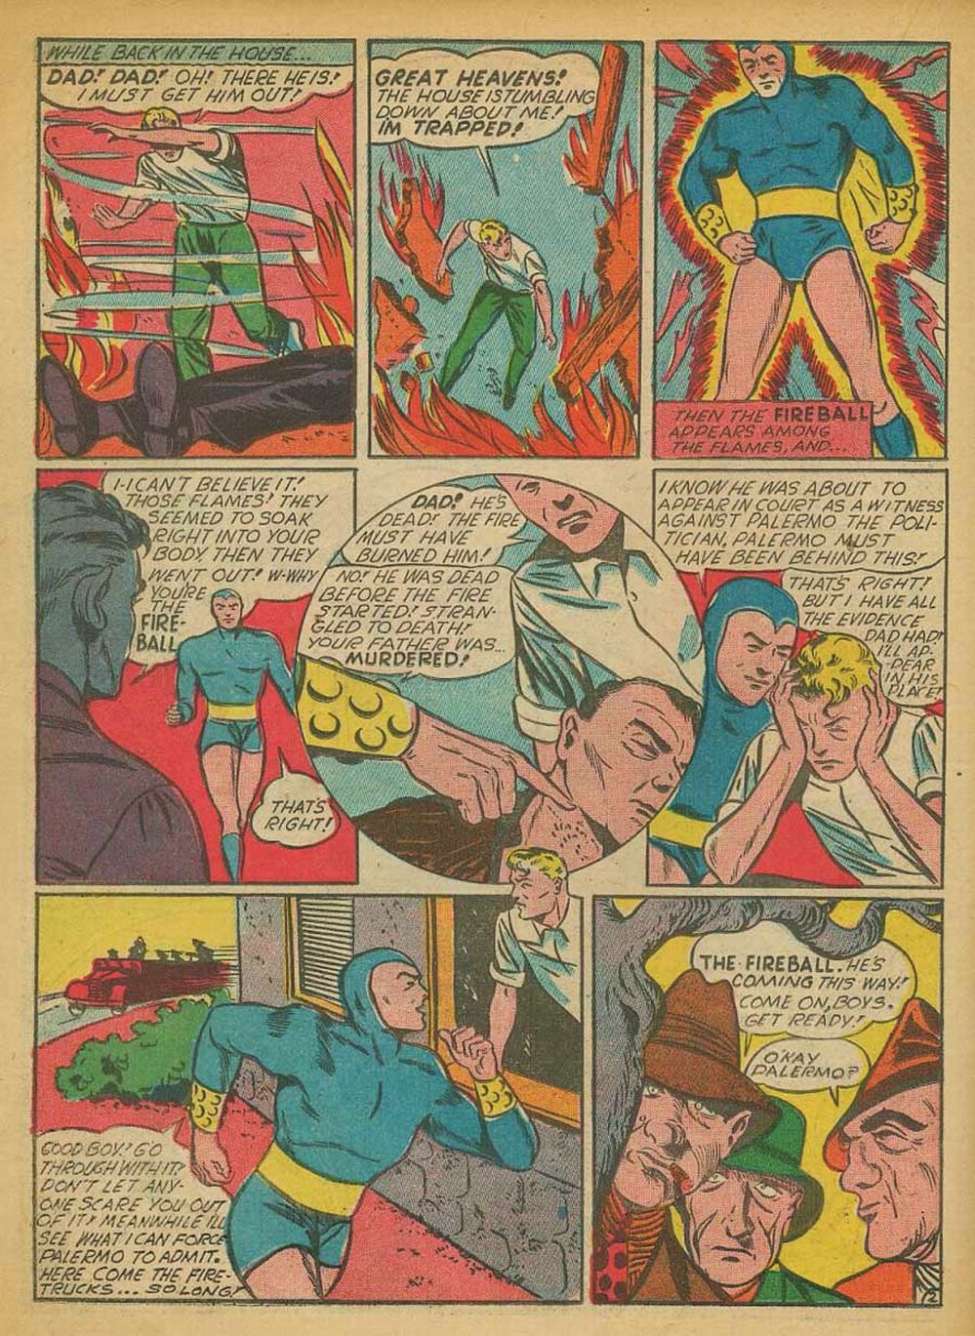 WHILE BACK IN THE HOUSE...
DAD! DAD! OH! THERE HE IS!
I MUST GET HIM OUT!
GREAT HEAVENS!
THE HOUSE IS TUMBLING
DOWN ABOUT ME!
I'M TRAPPED!
THEN THE FIREBALL
APPEARS AMONG
THE FLAMES, AND...
I-I CAN'T BELIEVE IT!
THOSE FLAMES! THEY
SEEMED TO SOAK
RIGHT INTO YOUR
BODY, THEN THEY
WENT OUT! W-WHY
YOU'RE
THE
FIRE-
BALL
THAT'S
RIGHT!
DAD! HE'S
DEAD! THE FIRE
MUST HAVE
BURNED HIM!
NO! HE WAS DEAD
BEFORE THE FIRE
STARTED! STRAN-
GLED TO DEATH!
YOUR FATHER WAS...
MURDERED!
I KNOW HE WAS ABOUT TO
APPEAR IN COURT AS A WITNESS
AGAINST PALERMO THE POLI-
TICIAN, PALERMO MUST
HAVE BEEN BEHIND THIS!
THAT'S RIGHT!
BUT I HAVE ALL
THE EVIDENCE
DAD HAD!
I'LL AP-
-PEAR
IN HIS
PLACE!
GOOD BOY! GO
THROUGH WITH IT!
DON'T LET ANY-
ONE SCARE YOU OUT
OF IT! MEANWHILE I'LL
SEE WHAT I CAN FORCE
PALERMO TO ADMIT.
HERE COME THE FIRE-
TRUCKS... SO LONG!
THE FIREBALL. HE'S
COMING THIS WAY!
COME ON, BOYS.
GET READY!
OKAY
PALERMO?
12